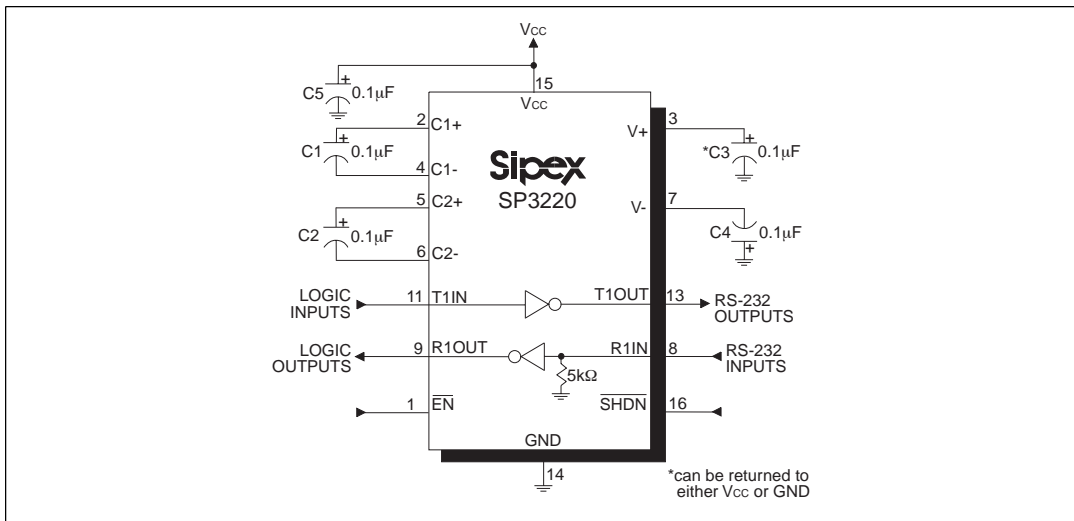 VCC
15
VCC
C5
+
0.1µF
2
C1+
C1
+
0.1µF
4
C1-
5
C2+
C2
+
0.1µF
6
C2-
Sipex
SP3220
V+
3
*C3
+
0.1µF
V-
7
C4
0.1µF
+
LOGIC
INPUTS
11
T1IN
T1OUT
13
RS-232
OUTPUTS
LOGIC
OUTPUTS
9
R1OUT
R1IN
8
RS-232
INPUTS
5kΩ
1
EN
SHDN
16
GND
14
*can be returned to
either VCC or GND